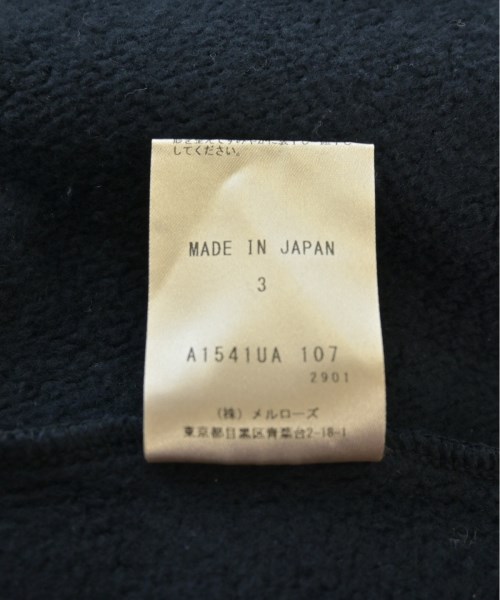 してください。
MADE IN JAPAN
3
A1541UA 107
2901
(株) メルローズ
東京都目黒区青葉台2-18-1